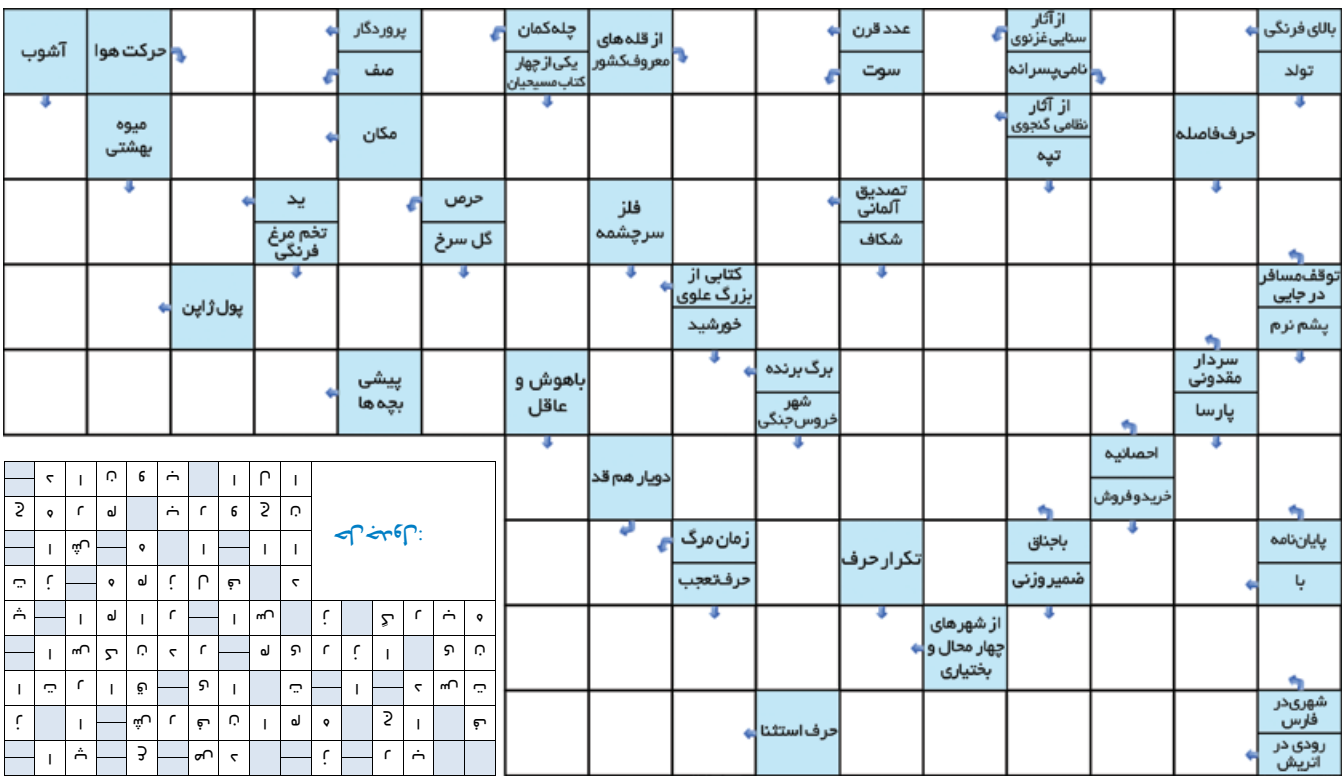 بالای فرنگی
تولد
از آثار سنایی غزنوی
نامی پسرانه
عدد قرن
سوت
از قله های معروف کشور
چله کمان
یکی از چهار کتاب مسیحیان
پروردگار
صف
حرکت هوا
آشوب
حرف فاصله
از آثار نظامی گنجوی
تپه
مکان
میوه بهشتی
تصدیق آلمانی
شکاف
فلز سرچشمه
حرص
گل سرخ
ید
تخم مرغ فرنگی
توقف مسافر در جایی
پشم نرم
کتابی از بزرگ علوی
خورشید
پول ژاپن
سردار مقدونی
پارسا
برگ برنده
شهر خروس جنگی
باهوش و عاقل
پیشی بچه ها
احصائیه
خرید و فروش
دو یار هم قد
پایان نامه
با
باجناق
ضمیر وزنی
تکرار حرف
زمان مرگ
حرف تعجب
از شهرهای چهار محال و بختیاری
شهری در فارس
رودی در اتریش
حرف استثنا
حل جدول:
ا پ ع ص د ز ر ب
ز ا ش ر ف ن ا م ه ج ا ف
ا ت ر ا ق ی ا ت ا د س ت
ا س ک ن د ر م ی ر ز ا ی ن
پ ا م ا ر ا س ز گ ر ب ه
ت ز ه م ز ل ف د
ا ش ه ا ا ا
ج ه ر م ب ر و ج ن
د ا ن و ب ا ل ا